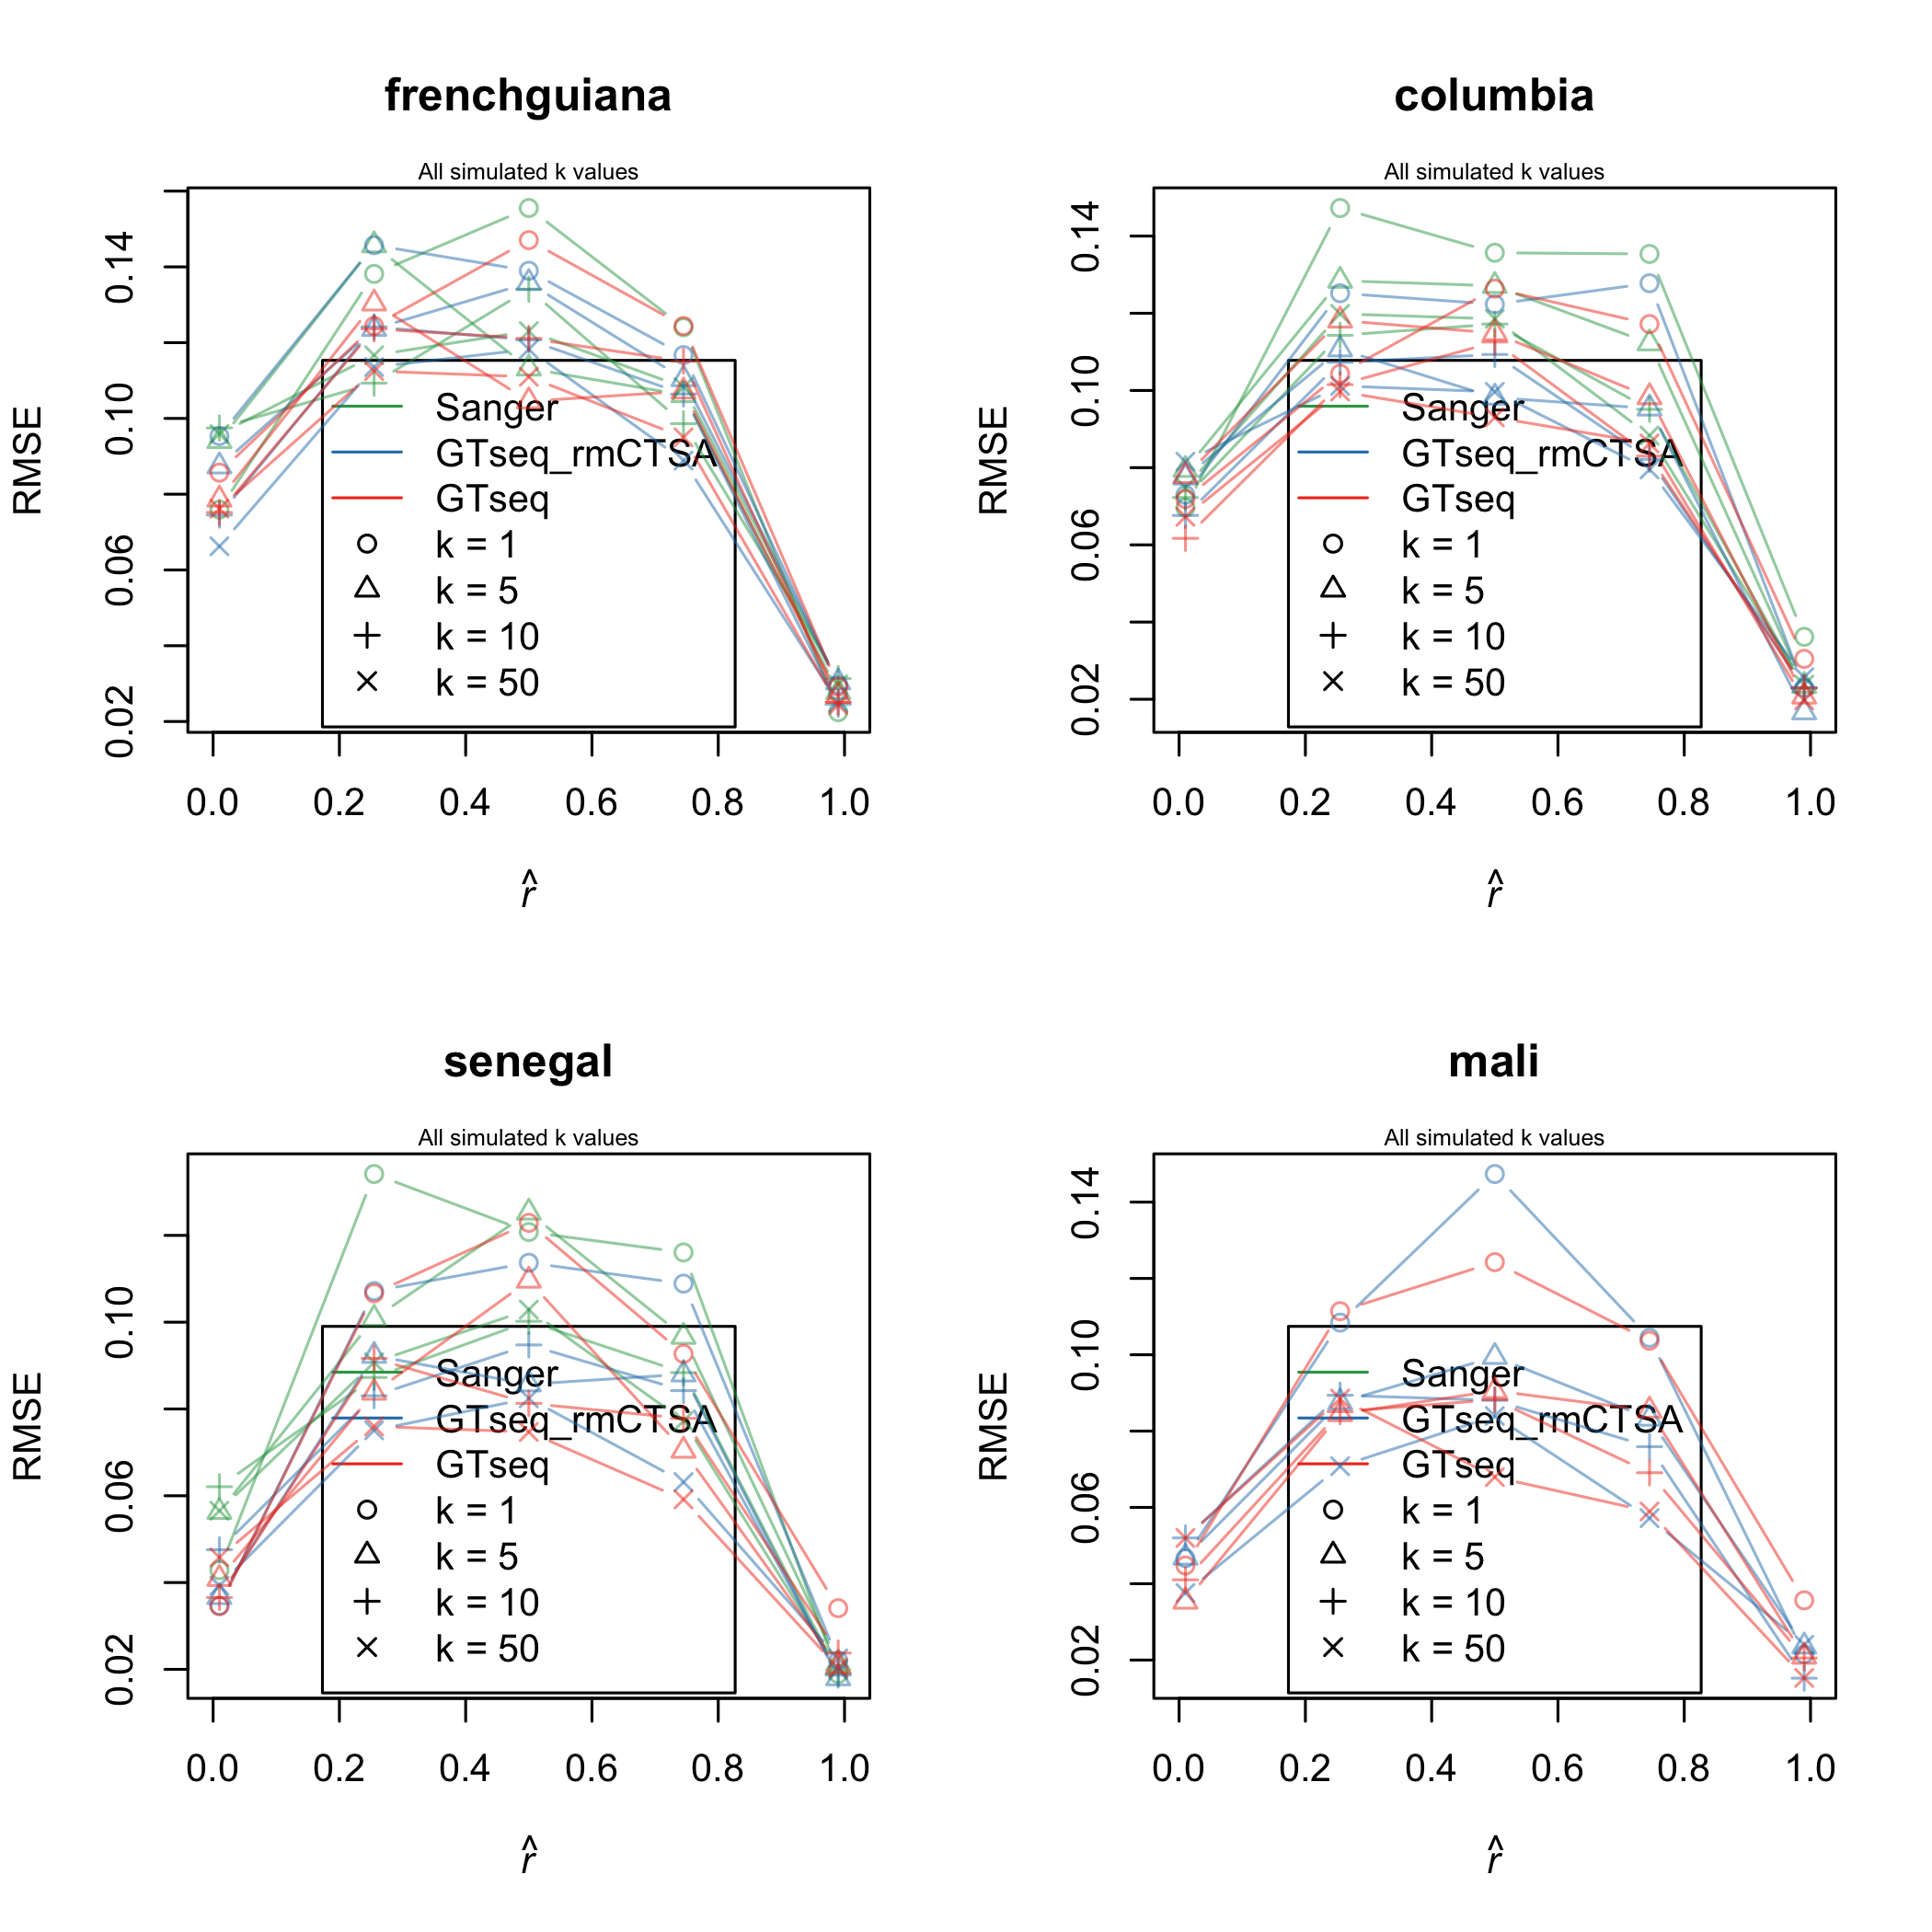 frenchguiana
All simulated k values
RMSE
0.02 0.06 0.10 0.14
Sanger
GTseq_rmCTSA
GTseq
k = 1
k = 5
k = 10
k = 50
0.0 0.2 0.4 0.6 0.8 1.0
r̂
columbia
All simulated k values
RMSE
0.02 0.06 0.10 0.14
Sanger
GTseq_rmCTSA
GTseq
k = 1
k = 5
k = 10
k = 50
0.0 0.2 0.4 0.6 0.8 1.0
r̂
senegal
All simulated k values
RMSE
0.02 0.06 0.10
Sanger
GTseq_rmCTSA
GTseq
k = 1
k = 5
k = 10
k = 50
0.0 0.2 0.4 0.6 0.8 1.0
r̂
mali
All simulated k values
RMSE
0.02 0.06 0.10 0.14
Sanger
GTseq_rmCTSA
GTseq
k = 1
k = 5
k = 10
k = 50
0.0 0.2 0.4 0.6 0.8 1.0
r̂